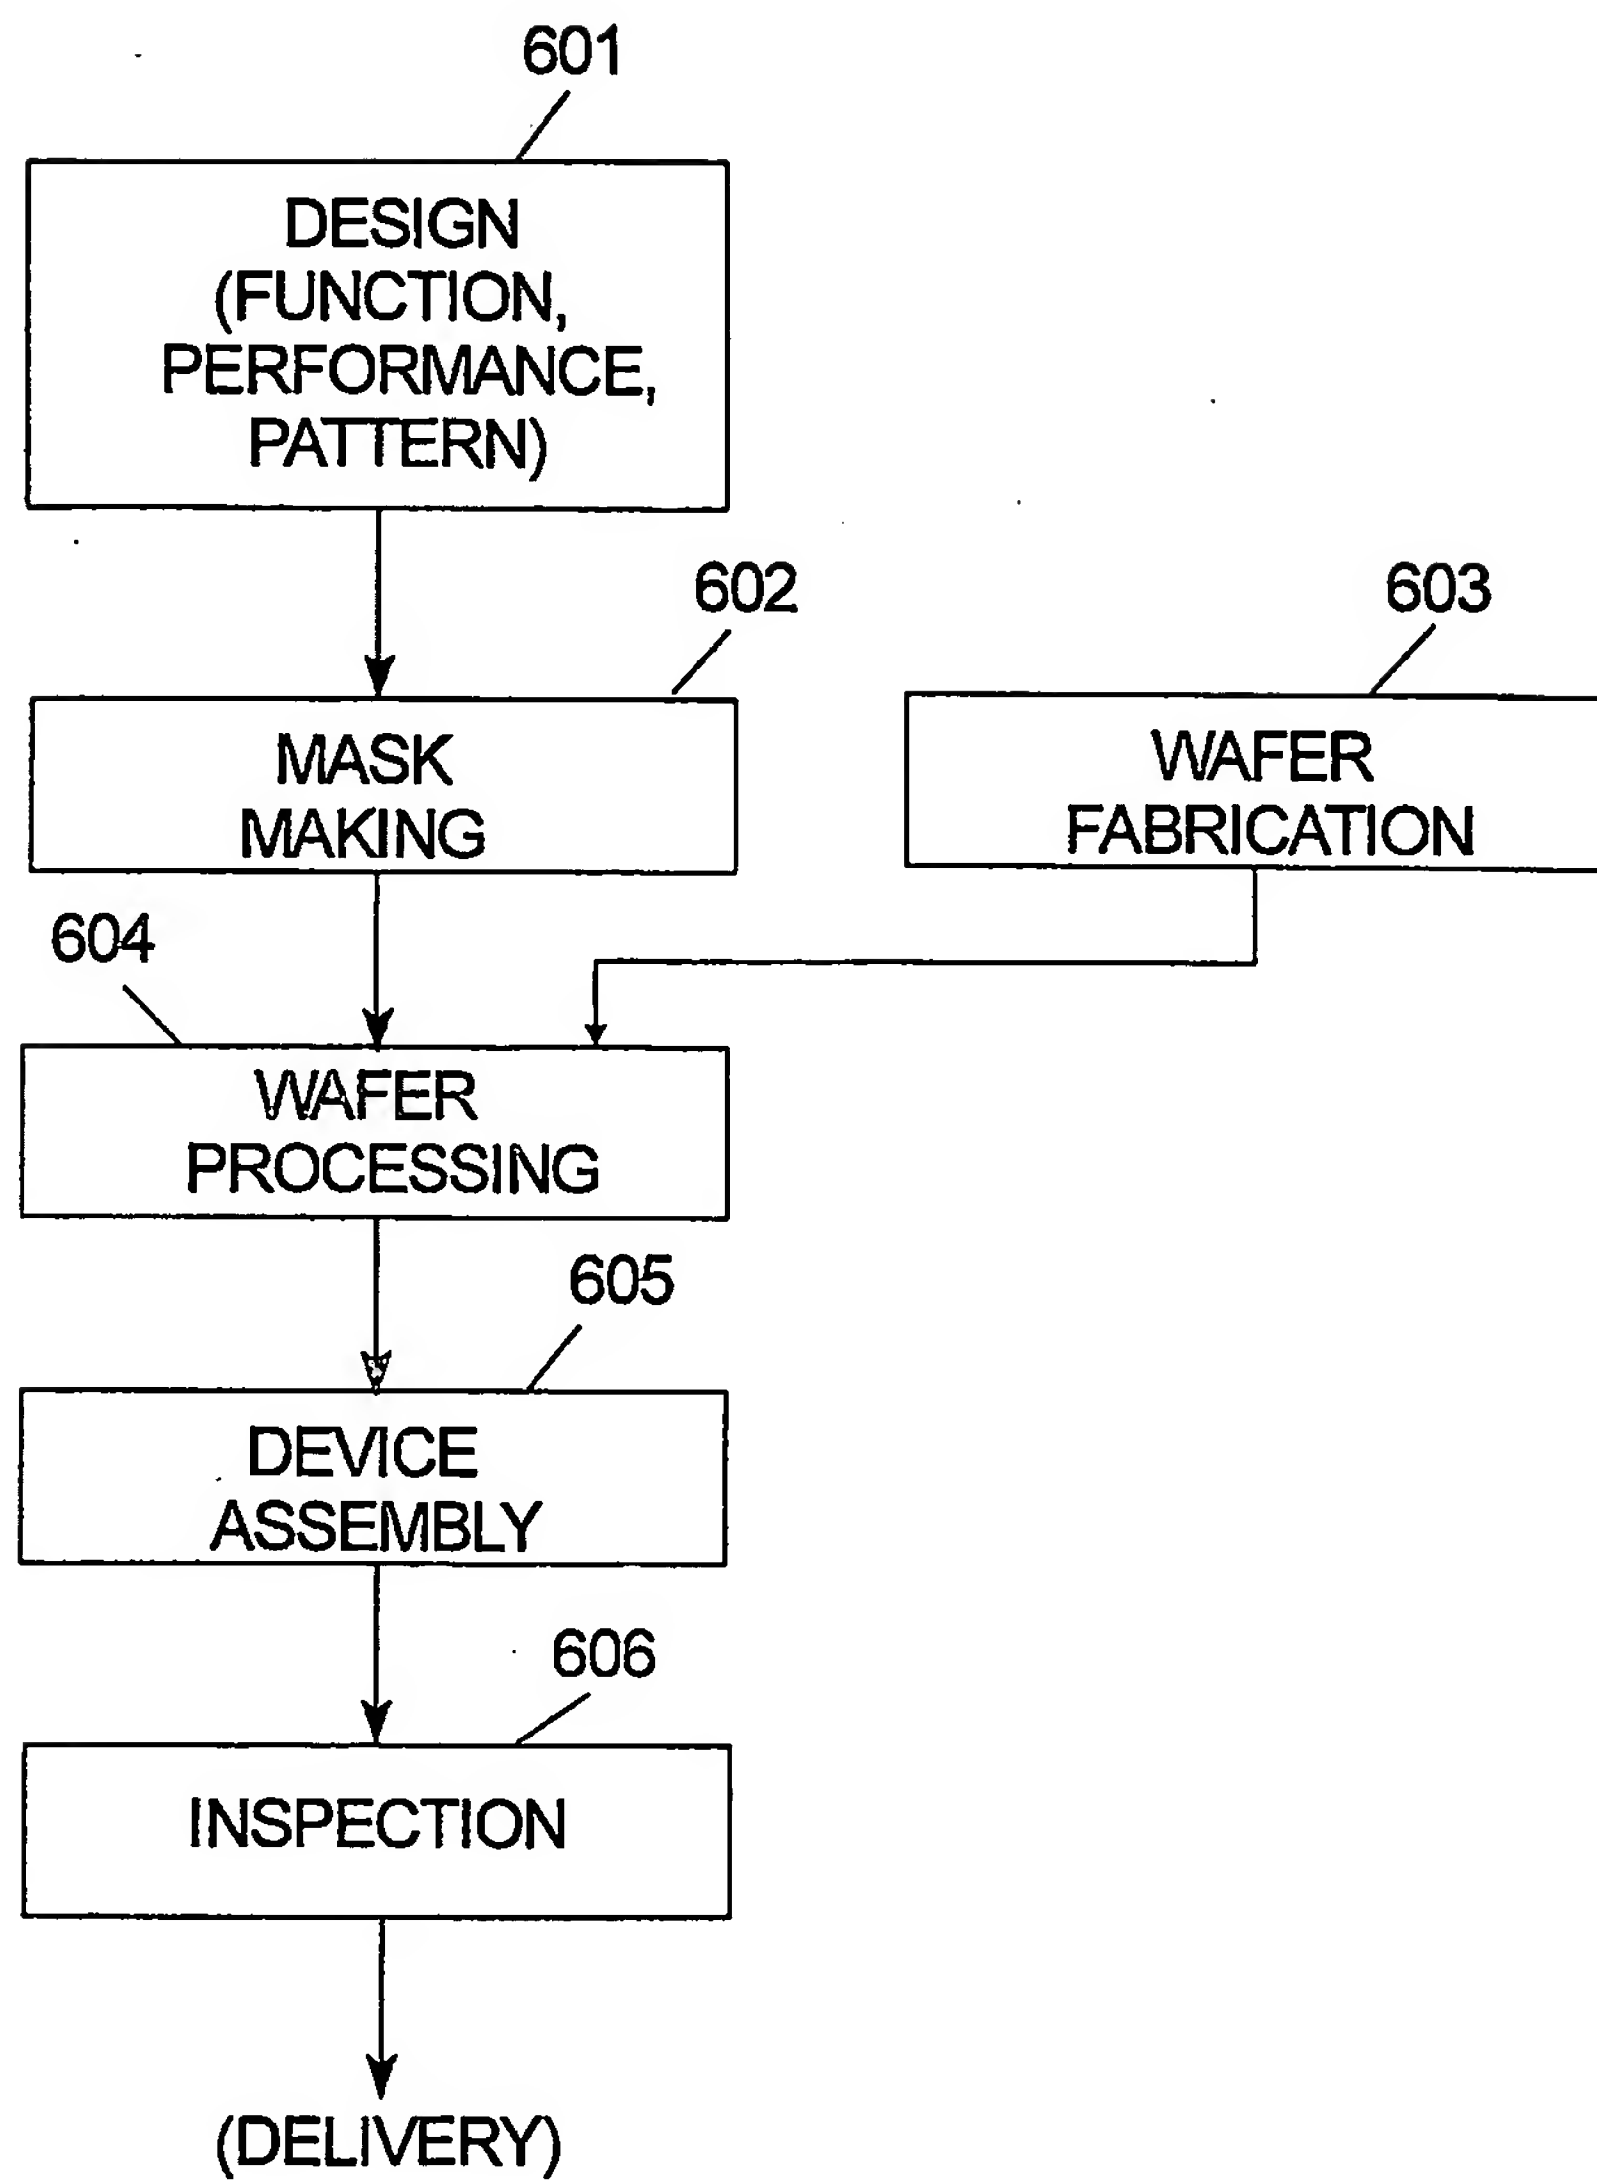 601
DESIGN
(FUNCTION,
PERFORMANCE,
PATTERN)
602
MASK
MAKING
603
WAFER
FABRICATION
604
WAFER
PROCESSING
605
DEVICE
ASSEMBLY
606
INSPECTION
(DELIVERY)